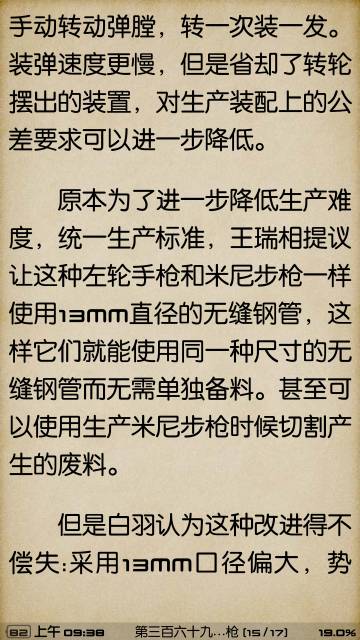 手动转动弹膛，转一次装一发。
装弹速度更慢，但是省却了转轮
摆出的装置，对生产装配上的公
差要求可以进一步降低。
原本为了进一步降低生产难
度，统一生产标准，王瑞相提议
让这种左轮手枪和米尼步枪一样
使用13mm直径的无缝钢管，这
样它们就能使用同一种尺寸的无
缝钢管而无需单独备料。甚至可
以使用生产米尼步枪时候切割产
生的废料。
但是白羽认为这种改进得不
偿失:采用13mm口径偏大，势
82 上午 09:38 第三百六十九...枪 [15/17] 19.0%